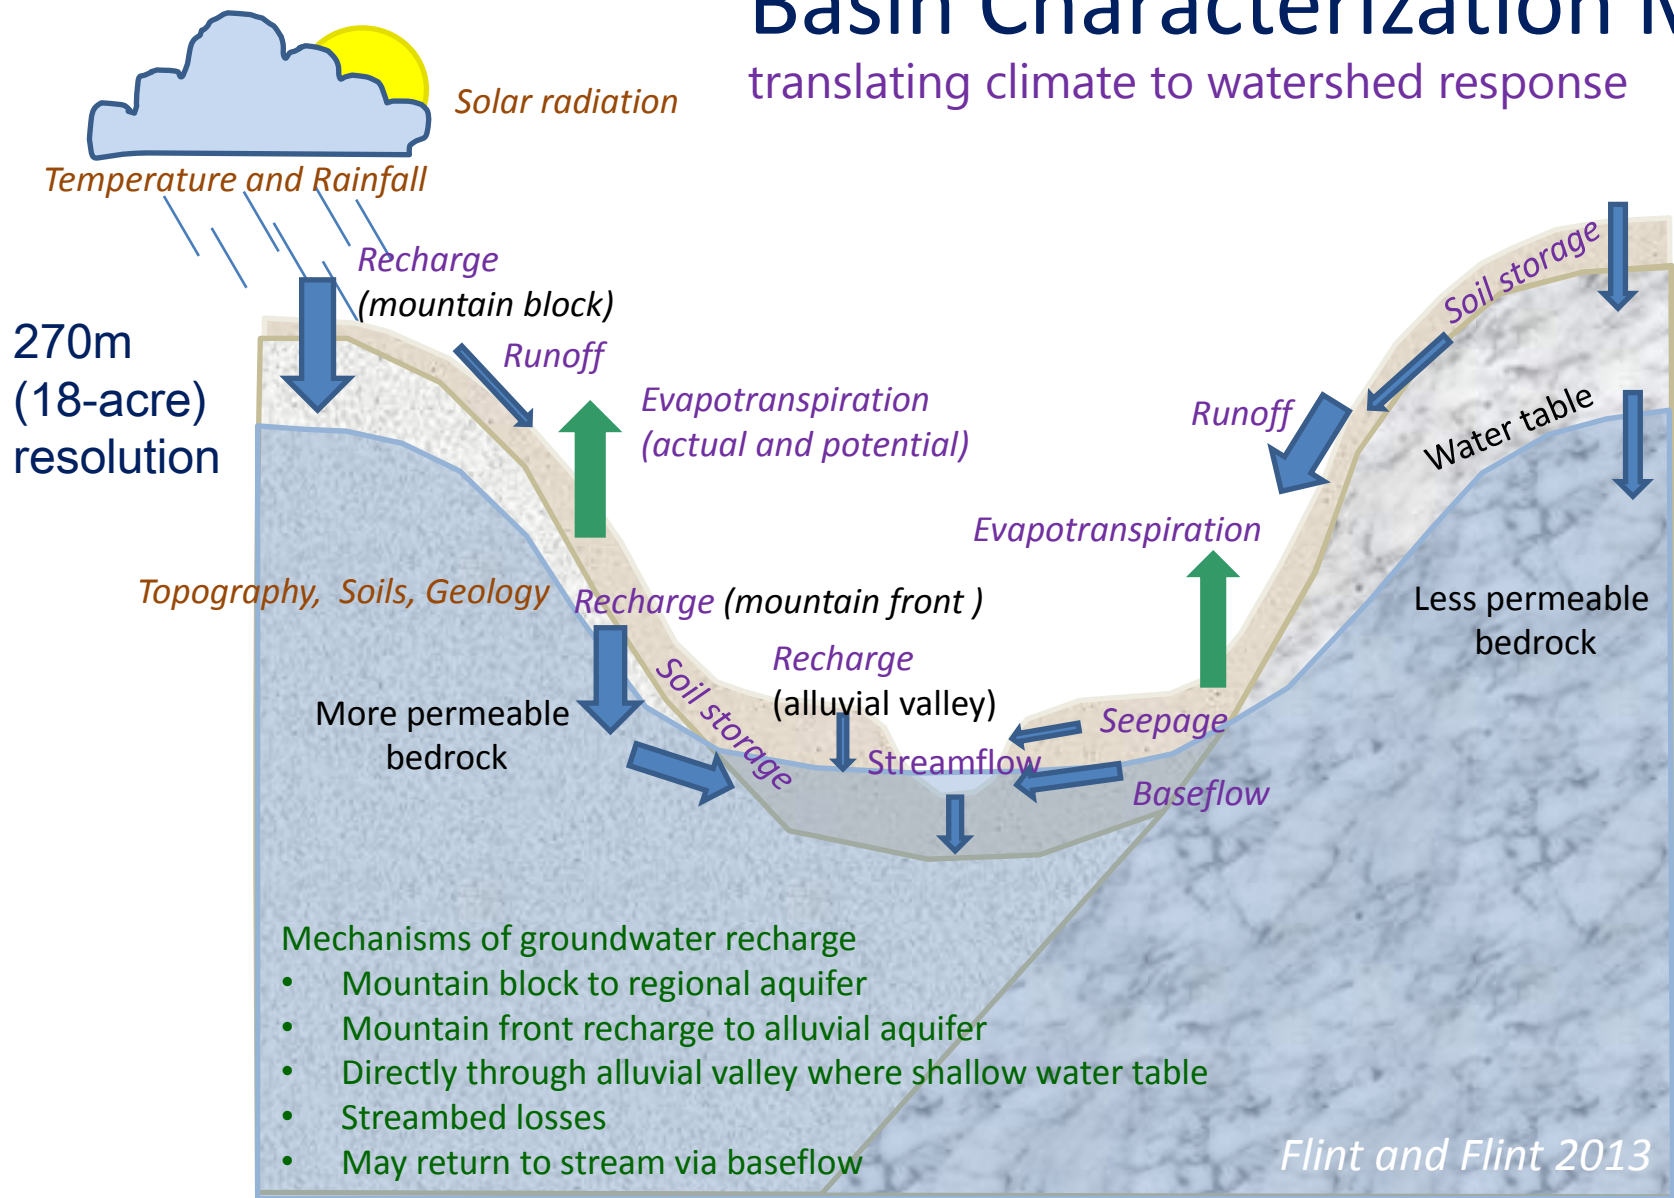 Basin Characterization
translating climate to watershed response
Solar radiation
Temperature and Rainfall
Recharge
(mountain block)
Runoff
270m
(18-acre)
resolution
Evapotranspiration
(actual and potential)
Soil storage
Runoff
Water table
Evapotranspiration
Topography, Soils, Geology
Recharge (mountain front )
Less permeable
bedrock
Recharge
(alluvial valley)
Soil storage
More permeable
bedrock
Seepage
Streamflow
Baseflow
Mechanisms of groundwater recharge
• Mountain block to regional aquifer
• Mountain front recharge to alluvial aquifer
• Directly through alluvial valley where shallow water table
• Streambed losses
• May return to stream via baseflow
Flint and Flint 2013